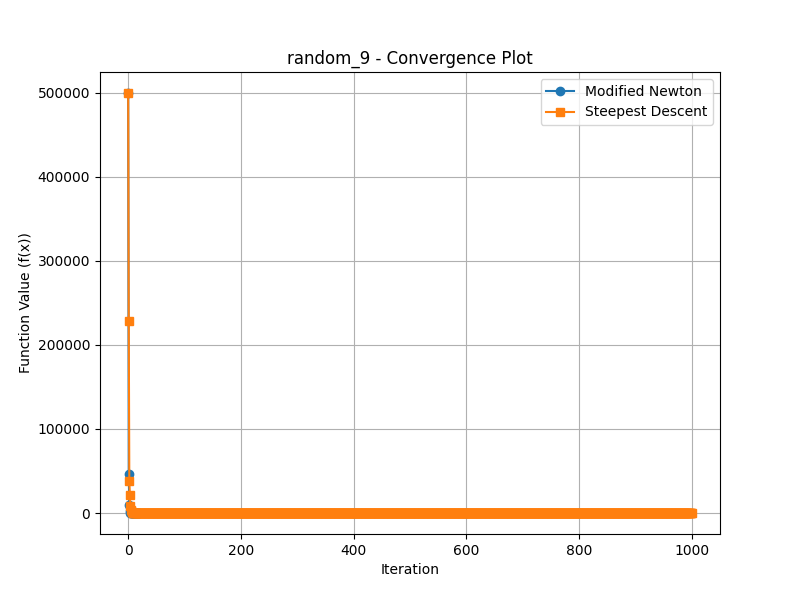 random_9 - Convergence Plot
Modified Newton
Steepest Descent
Function Value (f(x))
500000
400000
300000
200000
100000
0
0 200 400 600 800 1000
Iteration